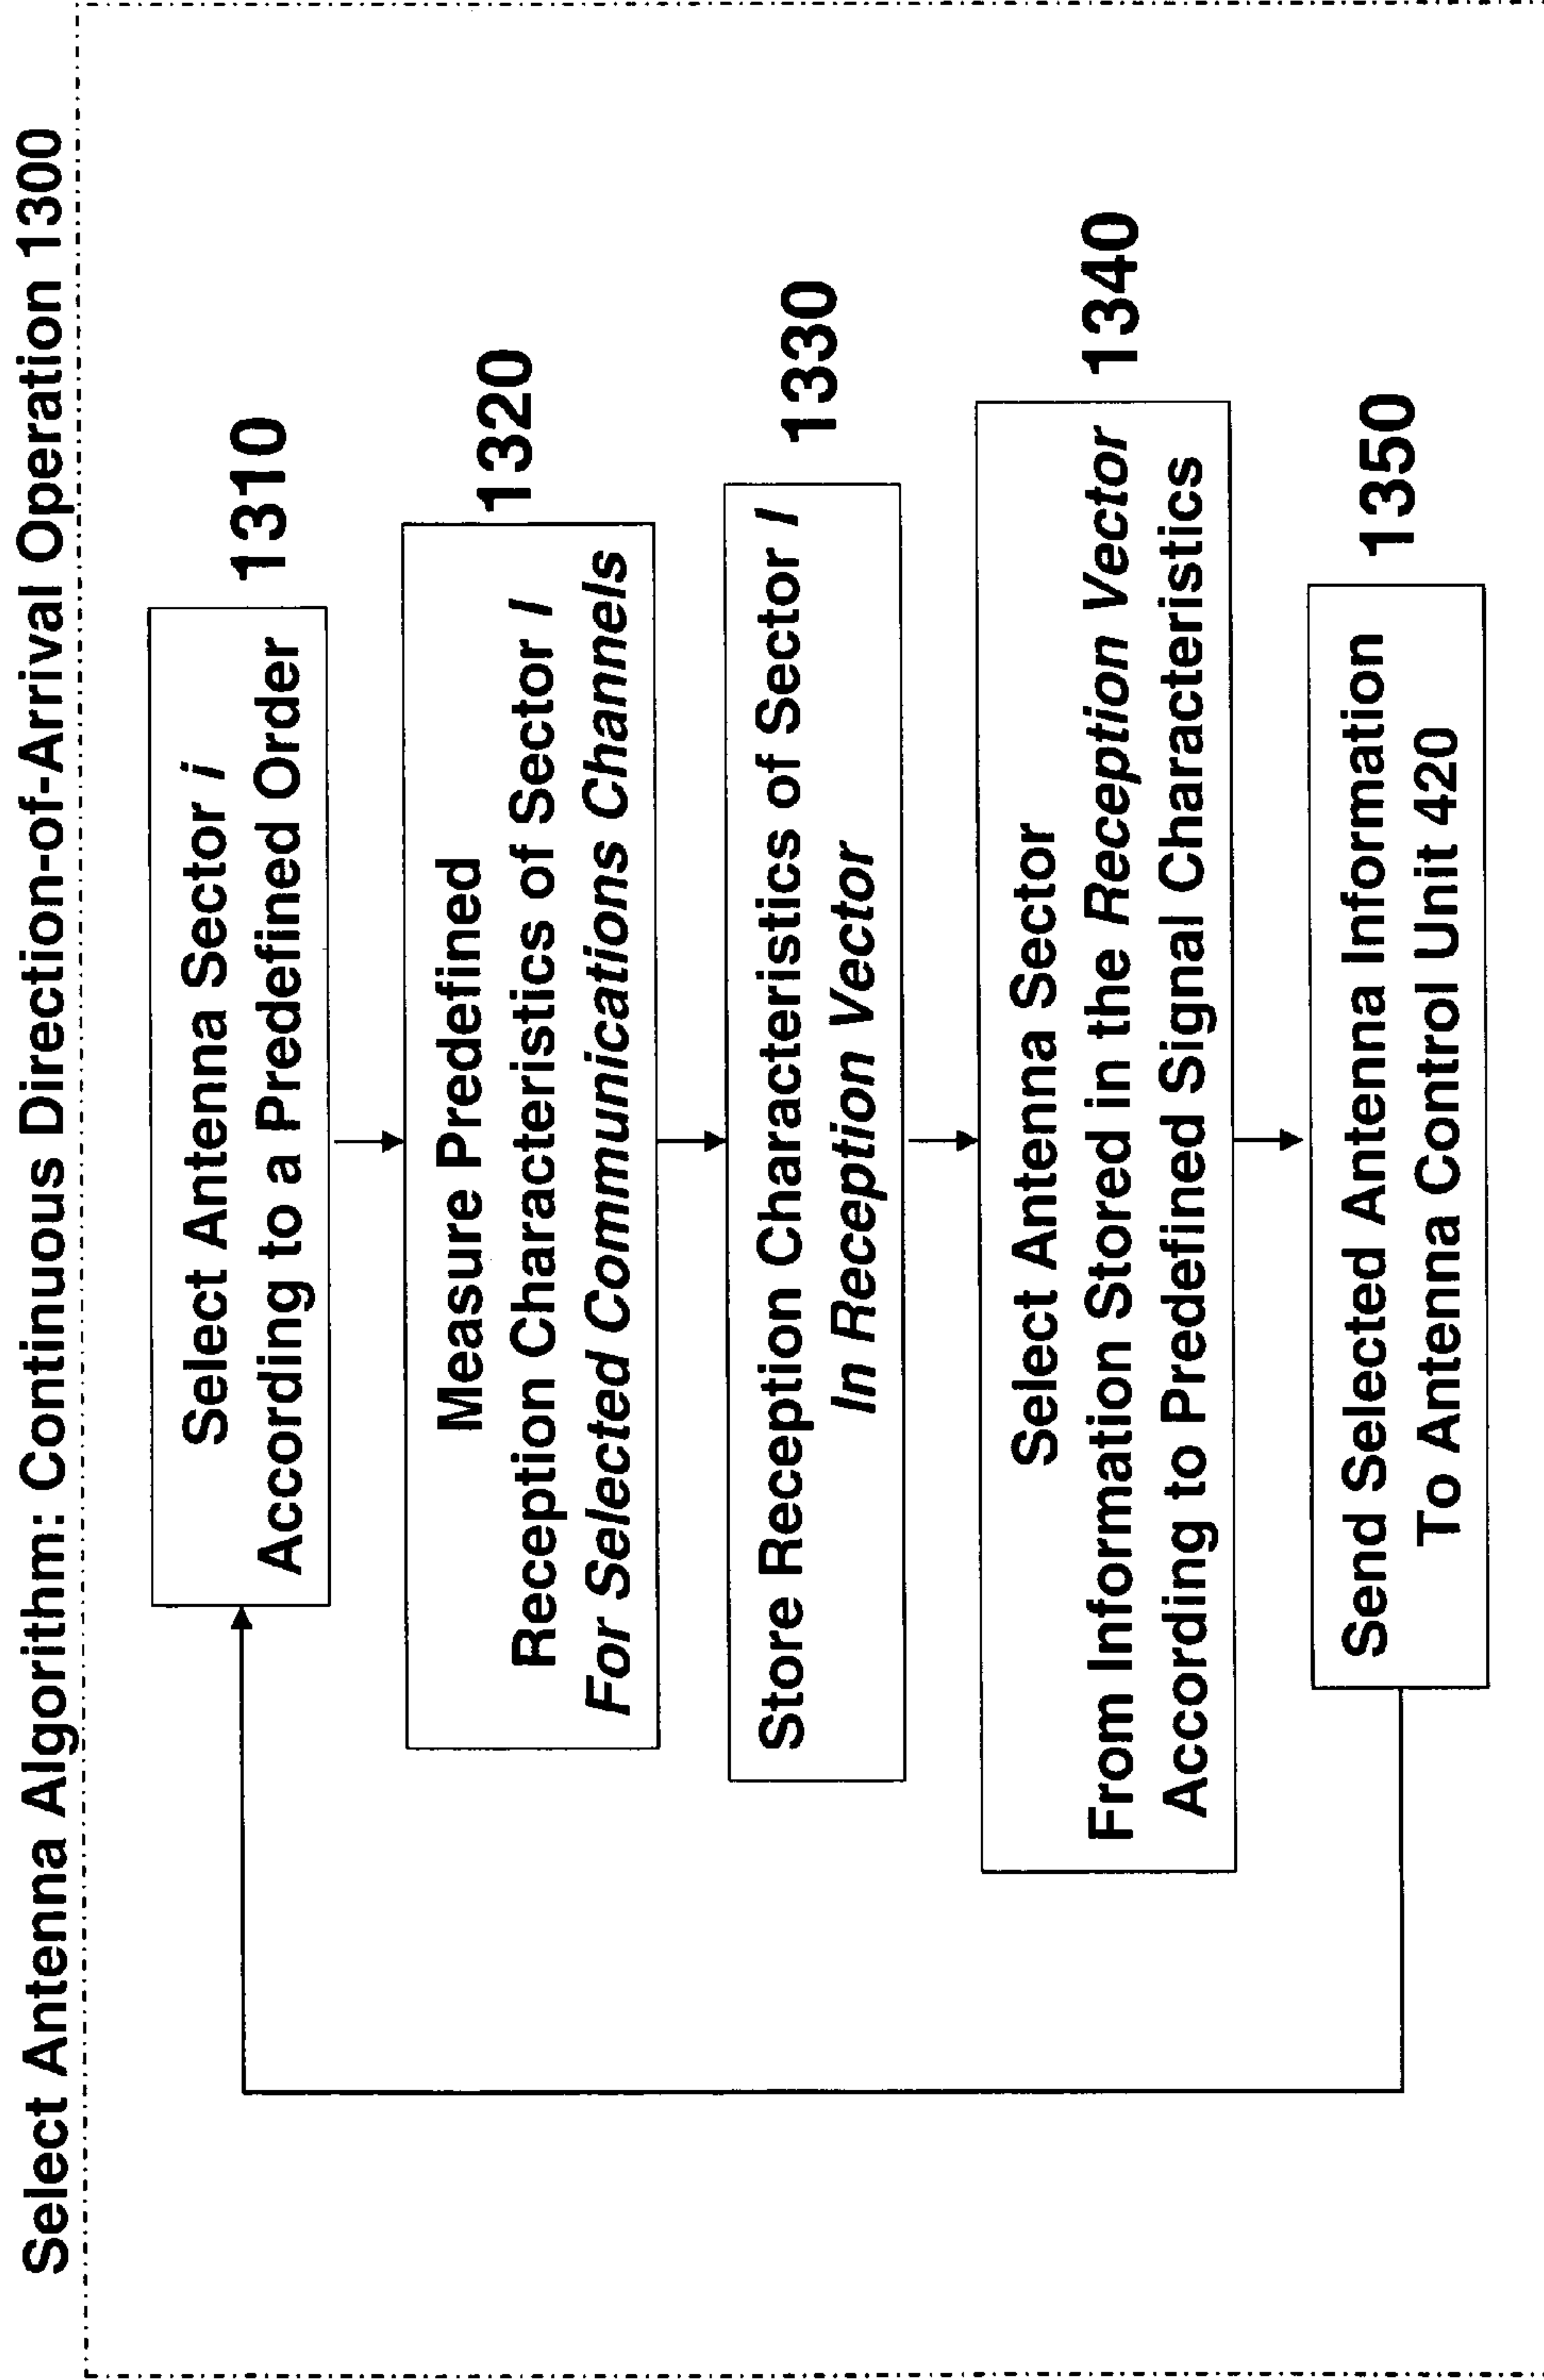 Select Antenna Algorithm: Continuous Direction-of-Arrival Operation 1300
Select Antenna Sector i
According to a Predefined Order
1310
Measure Predefined
Reception Characteristics of Sector I
For Selected Communications Channels
1320
Store Reception Characteristics of Sector I
In Reception Vector
1330
Select Antenna Sector
From Information Stored in the Reception Vector
According to Predefined Signal Characteristics
1340
Send Selected Antenna Information
To Antenna Control Unit 420
1350